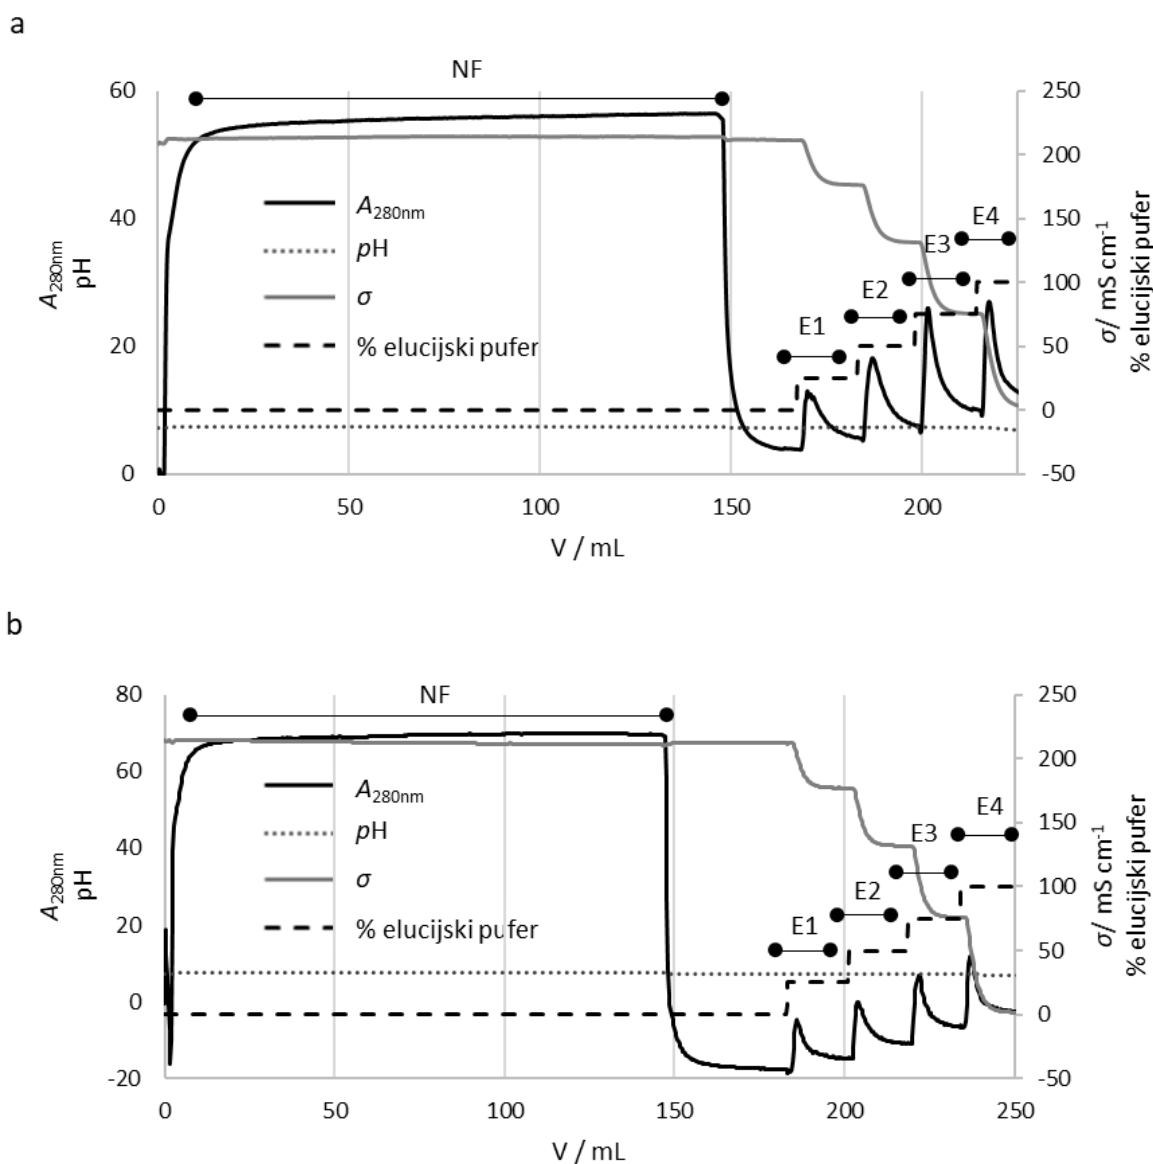 a
NF
60
40
20
0
A280nm
pH
250
200
150
100
50
0
-50
σ/ mS cm-1
% elucijski pufer
A280nm
pH
σ
% elucijski pufer
E1
E2
E3
E4
0
50
100
150
200
V / mL
b
NF
80
60
40
20
0
-20
A280nm
pH
250
200
150
100
50
0
-50
σ/ mS cm-1
% elucijski pufer
A280nm
pH
σ
% elucijski pufer
E1
E2
E3
E4
0
50
100
150
200
250
V / mL